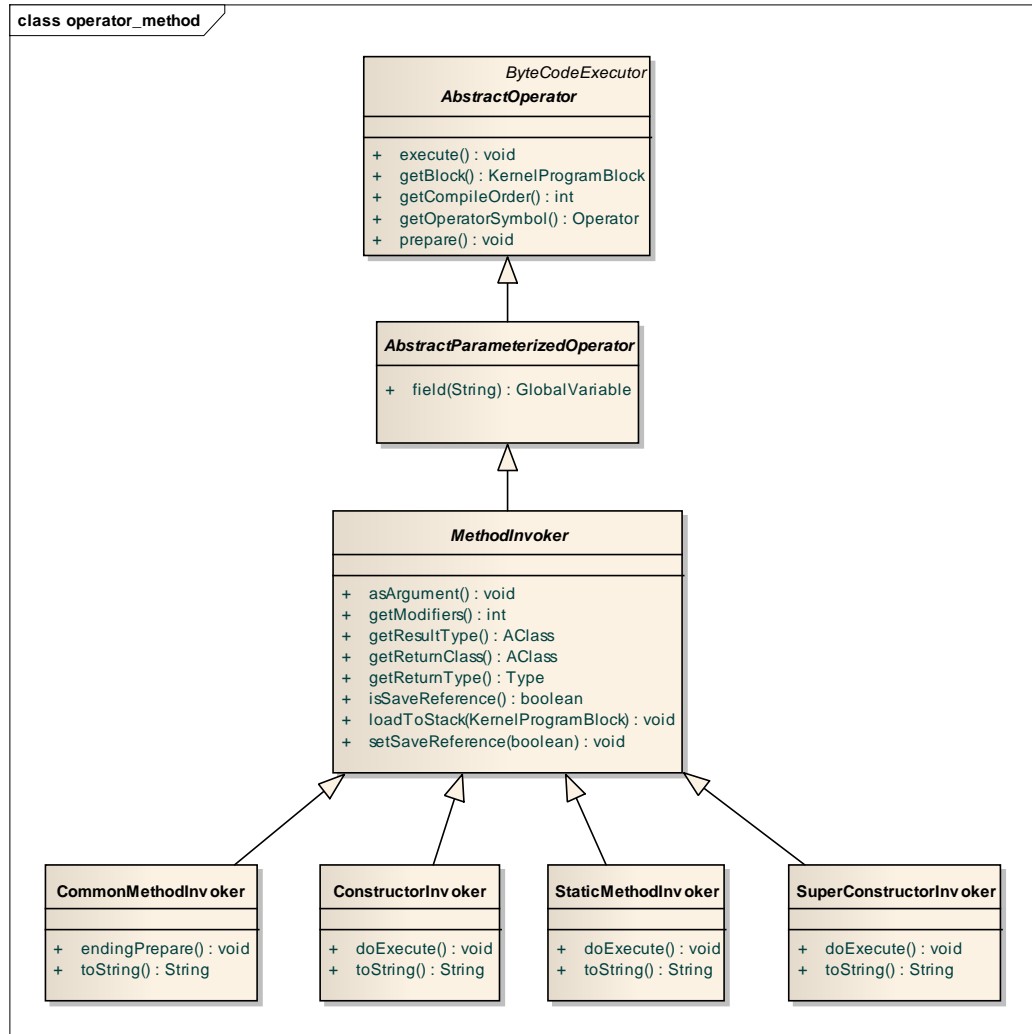 class operator_method
ByteCodeExecutor
AbstractOperator
+ execute() : void
+ getBlock() : KernelProgramBlock
+ getCompileOrder() : int
+ getOperatorSymbol() : Operator
+ prepare() : void
AbstractParameterizedOperator
+ field(String) : GlobalVariable
MethodInvoker
+ asArgument() : void
+ getModifiers() : int
+ getResultType() : AClass
+ getReturnClass() : AClass
+ getReturnType() : Type
+ isSaveReference() : boolean
+ loadToStack(KernelProgramBlock) : void
+ setSaveReference(boolean) : void
CommonMethodInvoker
+ endingPrepare() : void
+ toString() : String
ConstructorInvoker
+ doExecute() : void
+ toString() : String
StaticMethodInvoker
+ doExecute() : void
+ toString() : String
SuperConstructorInvoker
+ doExecute() : void
+ toString() : String